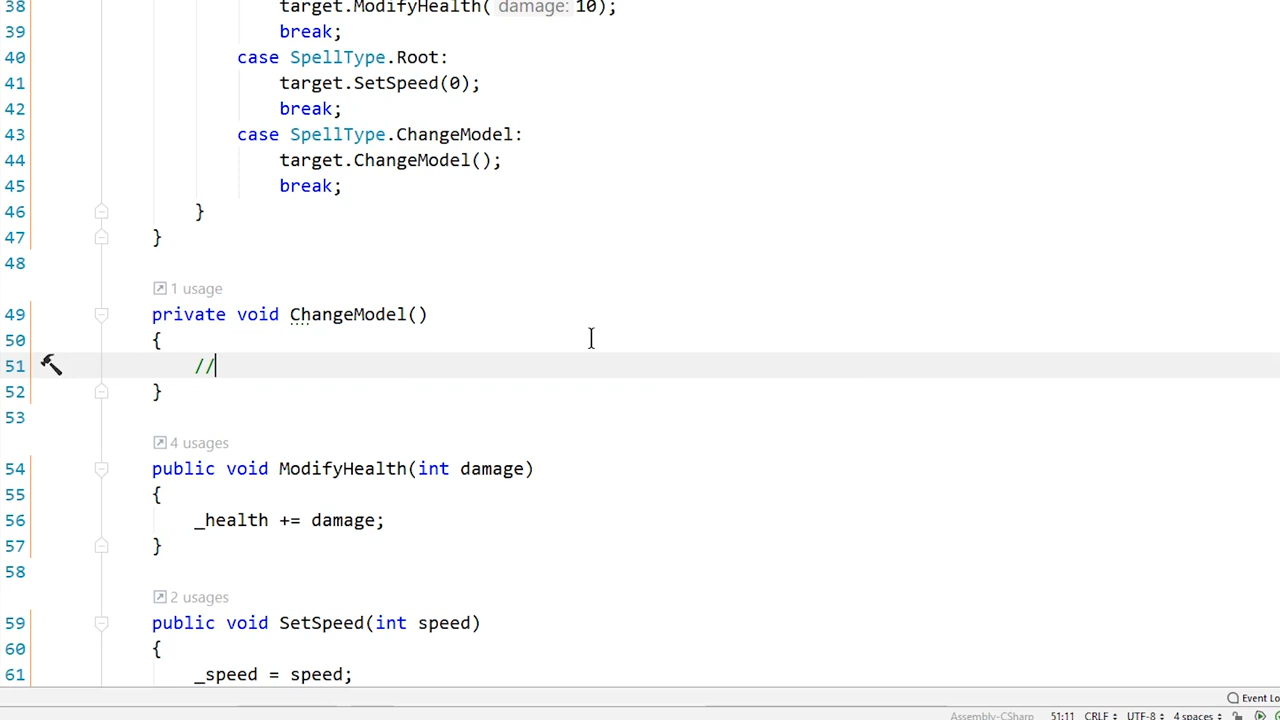 38 target.ModifyHealth( damage: 10);
39 break;
40 case SpellType.Root:
41 target.SetSpeed(0);
42 break;
43 case SpellType.ChangeModel:
44 target.ChangeModel();
45 break;
46 }
47 }
48
1 usage
49 private void ChangeModel()
50 {
51 //
52 }
53
4 usages
54 public void ModifyHealth(int damage)
55 {
56 _health += damage;
57 }
58
2 usages
59 public void SetSpeed(int speed)
60 {
61 _speed = speed;
Event Lo
Assembly-CSharp 51:11 CRLF UTF-8 4 spaces